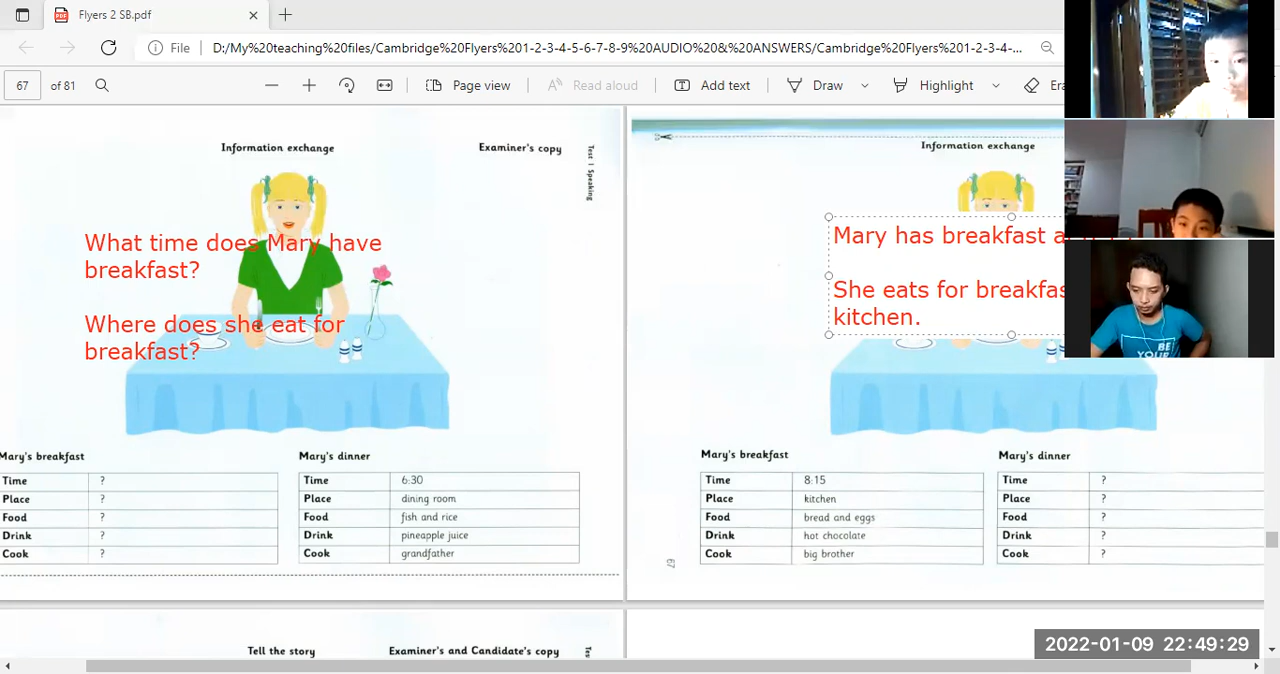 Flyers 2 SB.pdf
File
D:/My%20teaching%20files/Cambridge%20Flyers%201-2-3-4-5-6-7-8-9%20AUDIO%20&%20ANSWERS/Cambridge%20Flyers%201-2-3-4-...
67 of 81
Page view
Read aloud
Add text
Draw
Highlight
Information exchange
Examiner's copy
Test 1 Speaking
What time does Mary have
breakfast?
Where does she eat for
breakfast?
Mary's breakfast
Time ?
Place ?
Food ?
Drink ?
Cook ?
Mary's dinner
Time 6:30
Place dining room
Food fish and rice
Drink pineapple juice
Cook grandfather
Information exchange
Mary has breakfast
She eats for
kitchen.
BE
YOUR
Mary's breakfast
Time 8:15
Place kitchen
Food bread and eggs
Drink hot chocolate
Cook big brother
Mary's dinner
Time ?
Place ?
Food ?
Drink ?
Cook ?
67
Tell the story
Examiner's and Candidate's copy
2022-01-09 22:49:29